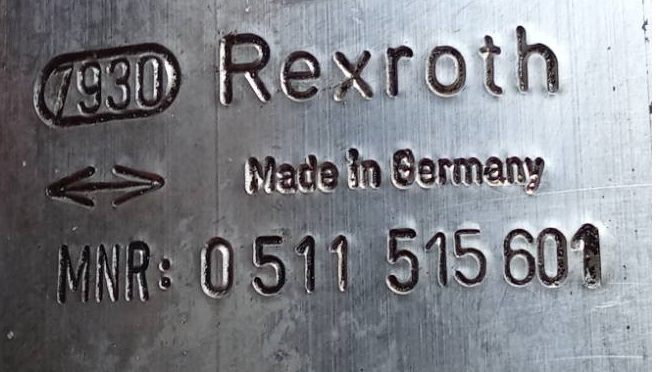 7930 Rexroth
Made in Germany
MNR: 0 511 515 601